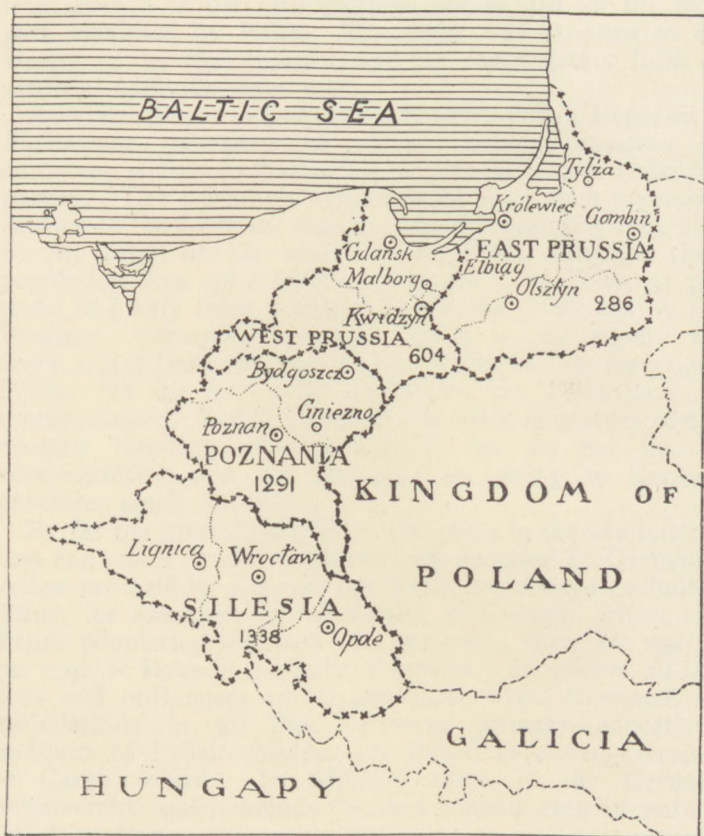 BALTIC SEA
Tylża
Królewiec
Gombin
Gdańsk
EAST PRUSSIA
Malborg
Elbiąg
Olsztyn
Kwidzyn
286
WEST PRUSSIA
604
Bydgoszcz
Gniezno
Poznan
POZNANIA
1291
KINGDOM OF
POLAND
Lignica
Wrocław
SILESIA
1338
Opole
GALICIA
HUNGAPY